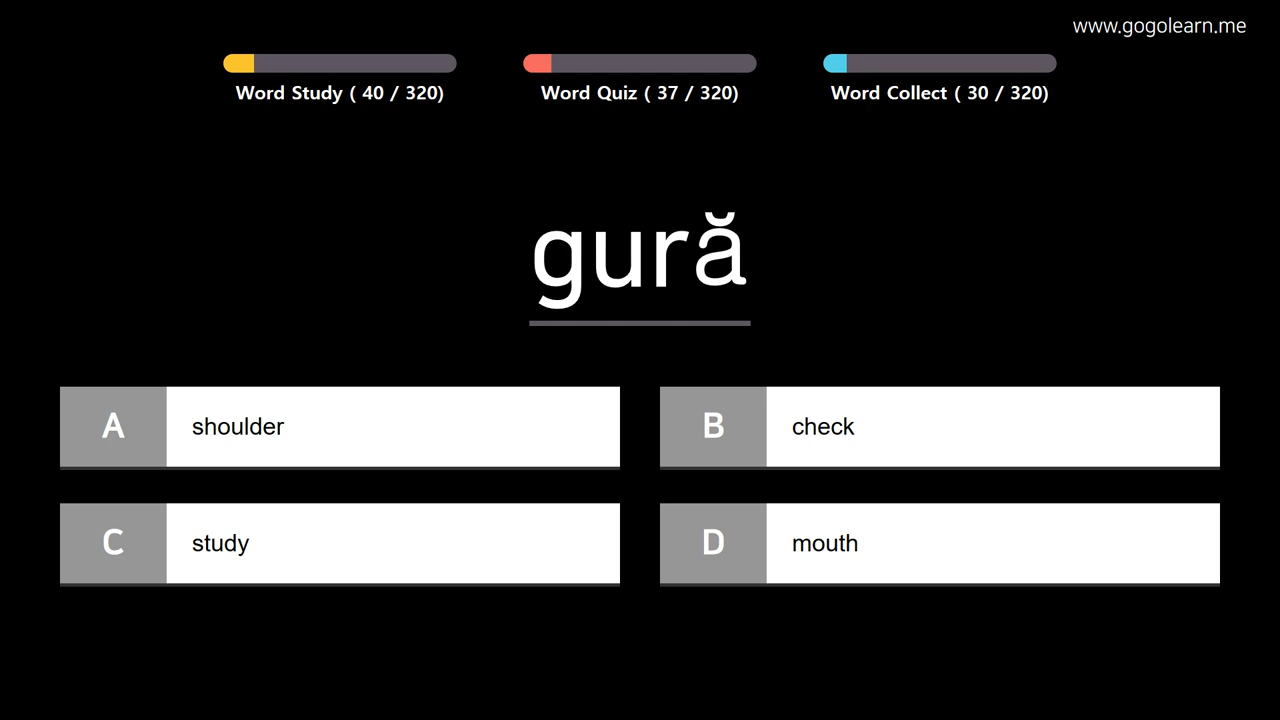 www.gogolearn.me
Word Study ( 40 / 320)
Word Quiz ( 37 / 320)
Word Collect ( 30 / 320)
gură
A shoulder
B check
C study
D mouth